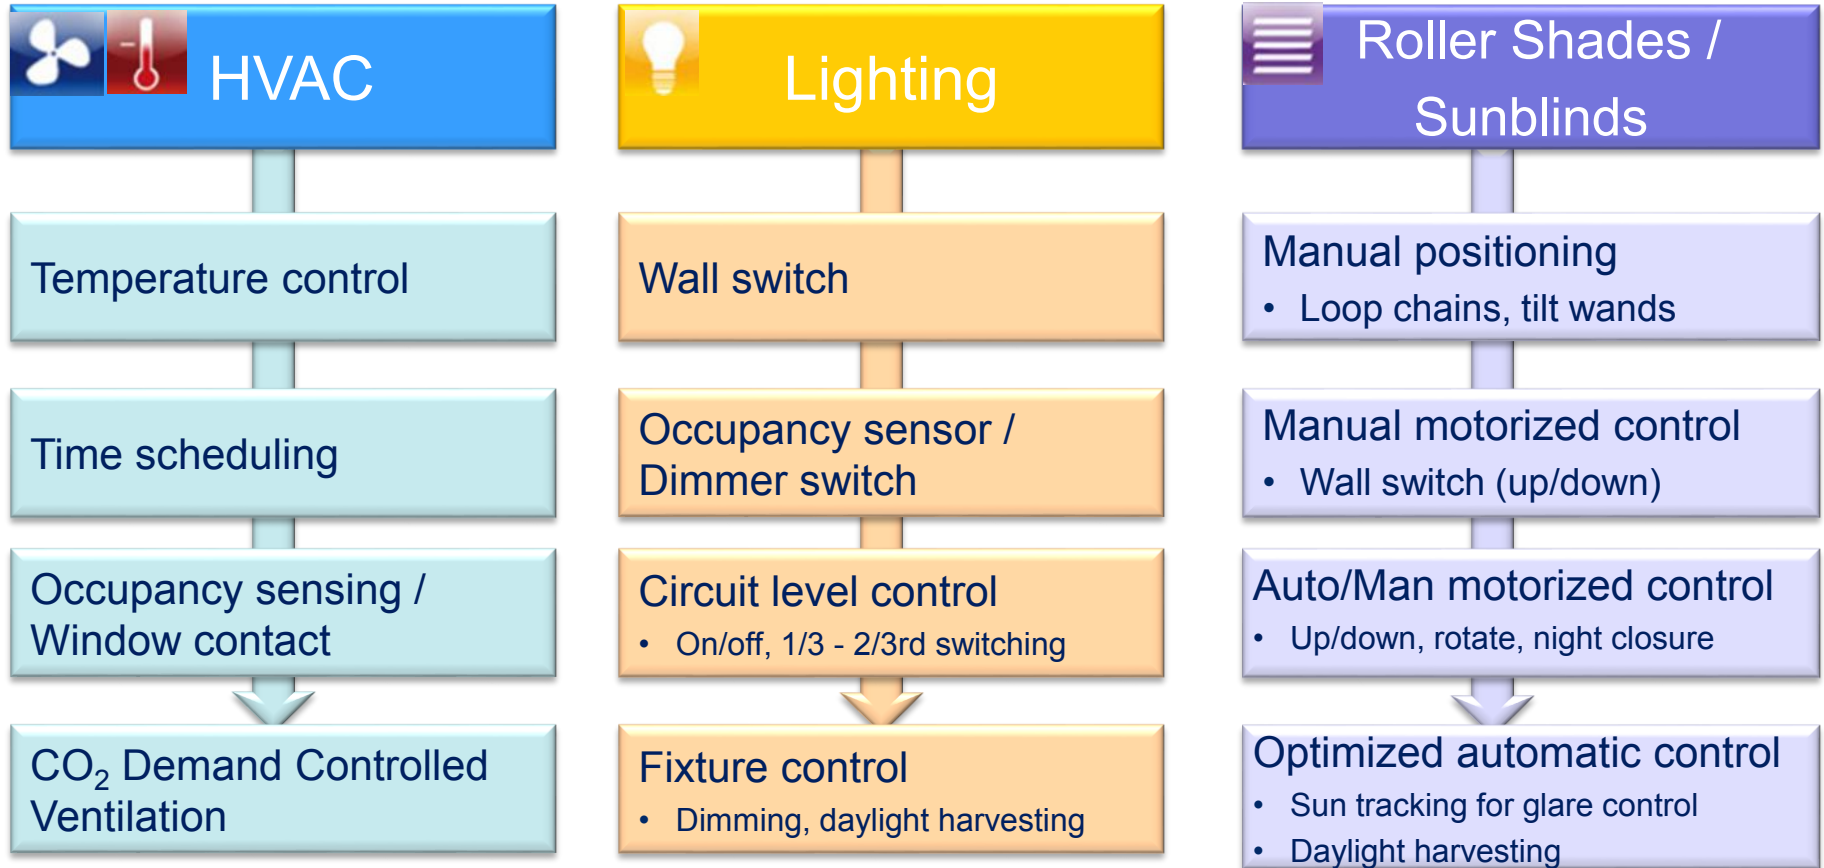 HVAC
Temperature control
Time scheduling
Occupancy sensing /
Window contact
CO₂ Demand Controlled
Ventilation
Lighting
Wall switch
Occupancy sensor /
Dimmer switch
Circuit level control
• On/off, 1/3 - 2/3rd switching
Fixture control
• Dimming, daylight harvesting
Roller Shades /
Sunblinds
Manual positioning
• Loop chains, tilt wands
Manual motorized control
• Wall switch (up/down)
Auto/Man motorized control
• Up/down, rotate, night closure
Optimized automatic control
• Sun tracking for glare control
• Daylight harvesting